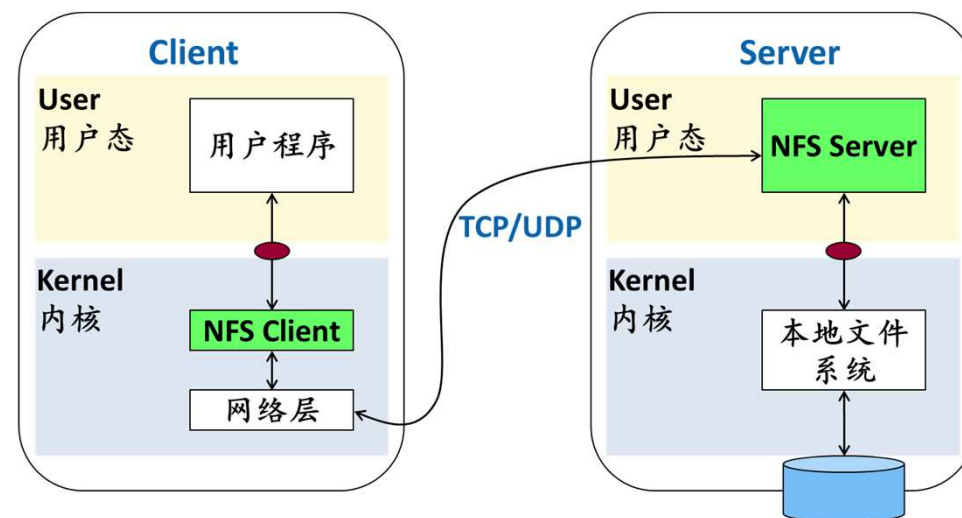 Client
User
用户态
用户程序
Kernel
内核
NFS Client
网络层
TCP/UDP
Server
User
用户态
NFS Server
Kernel
内核
本地文件
系统